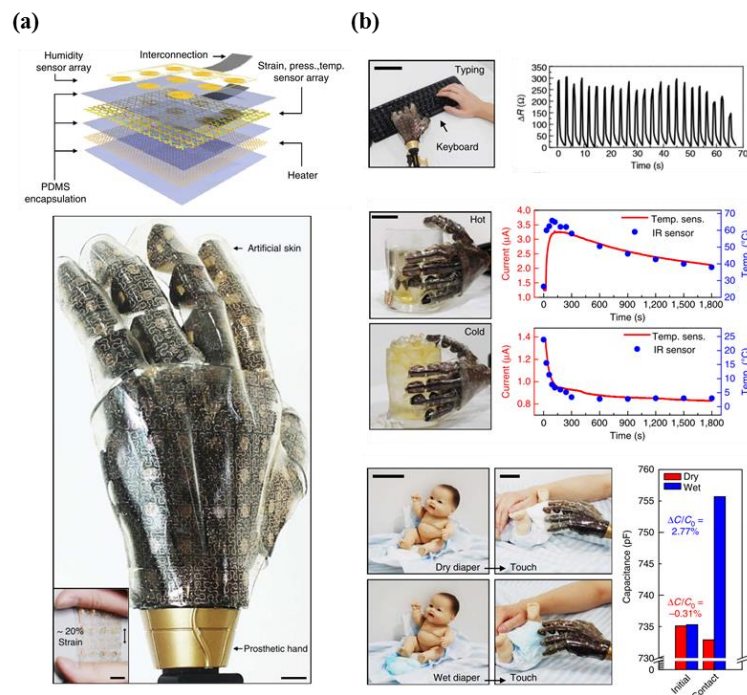 (a)
Humidity
sensor array
Interconnection
Strain, press.,temp.
sensor array
PDMS
encapsulation
Heater
Artificial skin
~ 20%
Strain
Prosthetic hand
(b)
Typing
Keyboard
ΔR (Ω)
350
300
250
200
150
100
50
0
0 10 20 30 40 50 60 70
Time (s)
Hot
Current (μA)
4.0
3.5
3.0
2.5
2.0
1.5
1.0
Temp. sens.
IR sensor
70
60
50
40
30
20
Temp. (°C)
0 300 600 900 1,200 1,500 1,800
Time (s)
Cold
Current (μA)
1.4
1.2
1.0
0.8
Temp. sens.
IR sensor
25
20
15
10
5
0
Temp. (°C)
0 300 600 900 1,200 1,500 1,800
Time (s)
Dry diaper
Touch
Wet diaper
Touch
Capacitance (pF)
760
755
750
745
740
735
730
0
Dry
Wet
ΔC/C0 =
2.77%
ΔC/C0 =
−0.31%
Initial
Contact